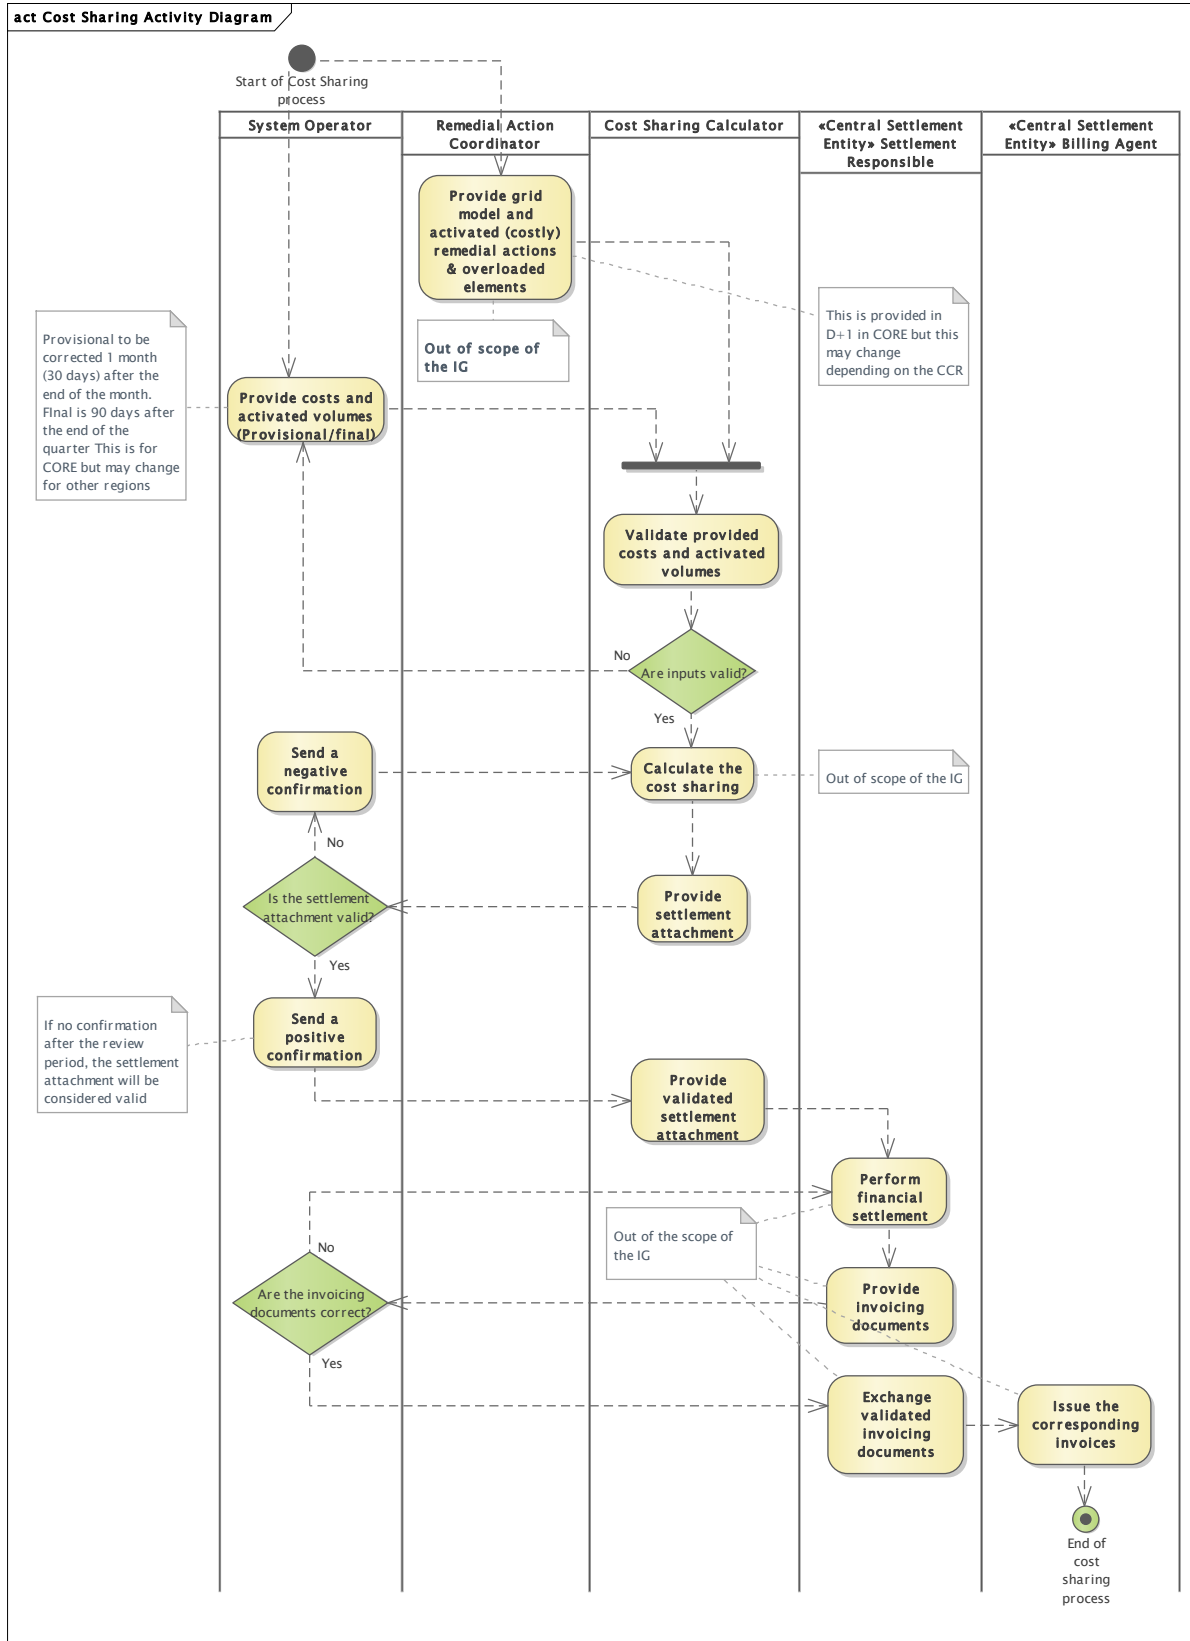 act Cost Sharing Activity Diagram
Start of Cost Sharing
process
System Operator
Remedial Action
Coordinator
Cost Sharing Calculator
«Central Settlement
Entity» Settlement
Responsible
«Central Settlement
Entity» Billing Agent
Provide grid
model and
activated (costly)
remedial actions
& overloaded
elements
Out of scope of
the IG
This is provided in
D+1 in CORE but this
may change
depending on the CCR
Provisional to be
corrected 1 month
(30 days) after the
end of the month.
FInal is 90 days after
the end of the
quarter This is for
CORE but may change
for other regions
Provide costs and
activated volumes
(Provisional/final)
Validate provided
costs and activated
volumes
Are inputs valid?
No
Yes
Send a
negative
confirmation
Calculate the
cost sharing
Out of scope of the IG
No
Is the settlement
attachment valid?
Yes
Provide
settlement
attachment
If no confirmation
after the review
period, the settlement
attachment will be
considered valid
Send a
positive
confirmation
Provide
validated
settlement
attachment
Perform
financial
settlement
Out of the scope of
the IG
No
Are the invoicing
documents correct?
Yes
Provide
invoicing
documents
Exchange
validated
invoicing
documents
Issue the
corresponding
invoices
End of
cost
sharing
process